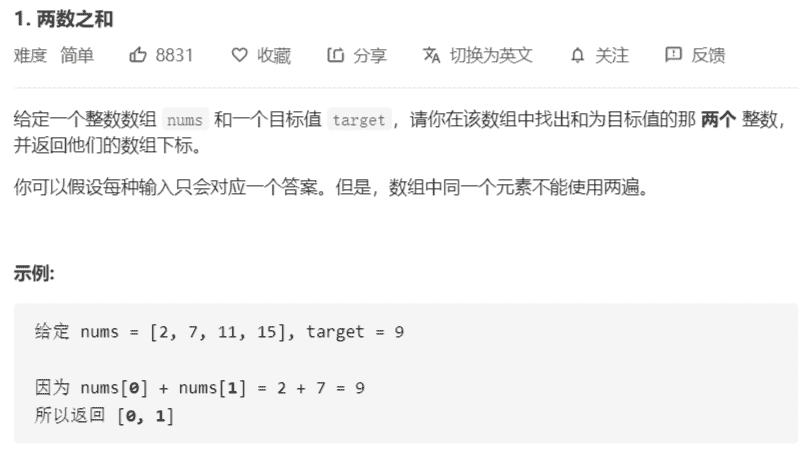 1. 两数之和
难度 简单 8831 收藏 分享 切换为英文 关注 反馈
给定一个整数数组 nums 和一个目标值 target，请你在该数组中找出和为目标值的那 两个 整数，
并返回他们的数组下标。
你可以假设每种输入只会对应一个答案。但是，数组中同一个元素不能使用两遍。
示例:
给定 nums = [2, 7, 11, 15], target = 9
因为 nums[0] + nums[1] = 2 + 7 = 9
所以返回 [0, 1]